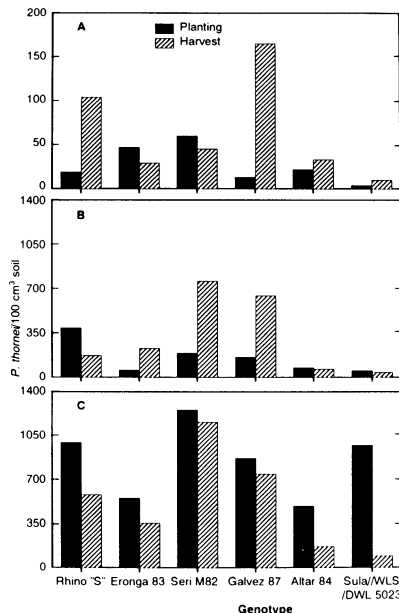 200
A
Planting
Harvest
150
100
50
0
1400
B
1050
700
350
0
1400
C
1050
700
350
0
P. thornei/100 cm³ soil
Rhino "S" Eronga 83 Seri M82 Galvez 87 Altar 84 Sula//WLS
/DWL 5023
Genotype